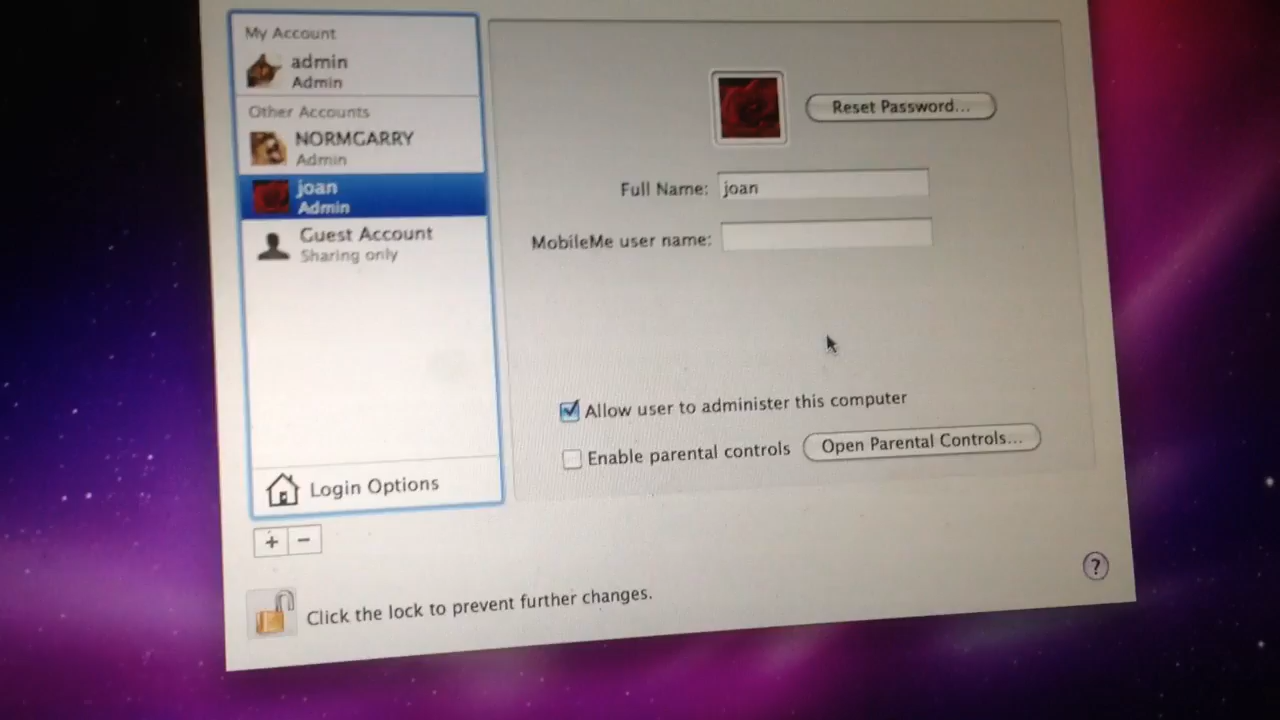 My Account
admin
Admin
Other Accounts
NORMGARRY
Admin
joan
Admin
Guest Account
Sharing only
Login Options
+ −
Click the lock to prevent further changes.
Reset Password...
Full Name: joan
MobileMe user name:
Allow user to administer this computer
Enable parental controls
Open Parental Controls...
?